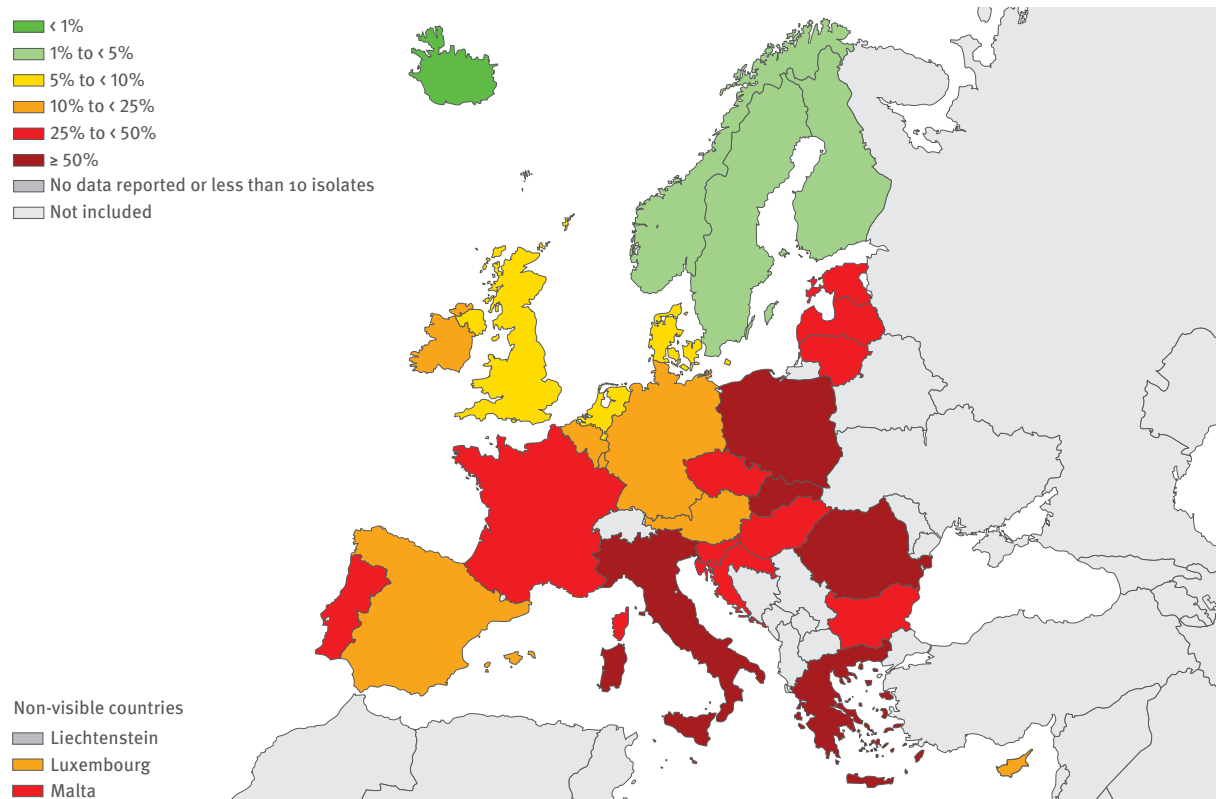 < 1%
1% to < 5%
5% to < 10%
10% to < 25%
25% to < 50%
≥ 50%
No data reported or less than 10 isolates
Not included
Non-visible countries
Liechtenstein
Luxembourg
Malta